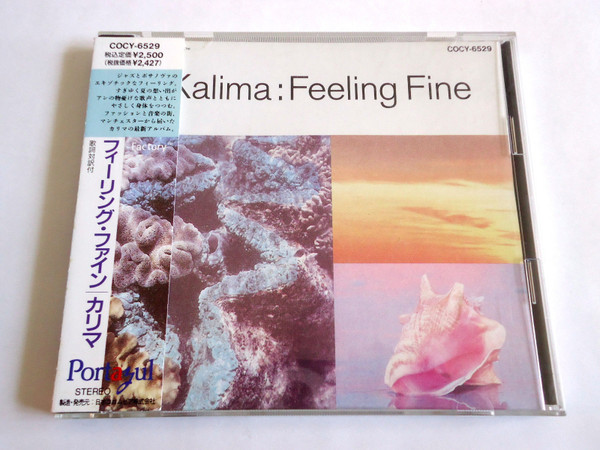 COCY-6529
税込定価¥2,500
(税抜価格¥2,427)
ジャズとボサノヴァの
エキゾチックなフィーリング。
すぎゆく夏の想い出が
アンの物憂げな歌声とともに
やさしく身体をつつむ。
ファッションと音楽の街、
マンチェスターから届いた
カリマの最新アルバム。
歌詞対訳付
フィーリング・ファイン/カリマ
Portazul
STEREO
COCY-6529
Kalima:Feeling Fine
Factory